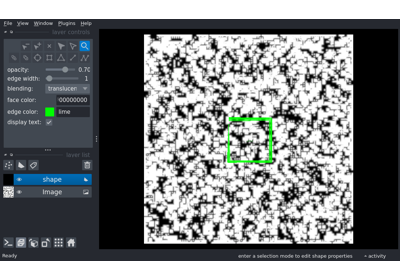 File View Window Plugins Help
layer controls
opacity: 0.70
edge width: 1
blending: translucen
face color: 00000000
edge color: lime
display text:
layer list
shape
Image
Ready enter a selection mode to edit shape properties activity